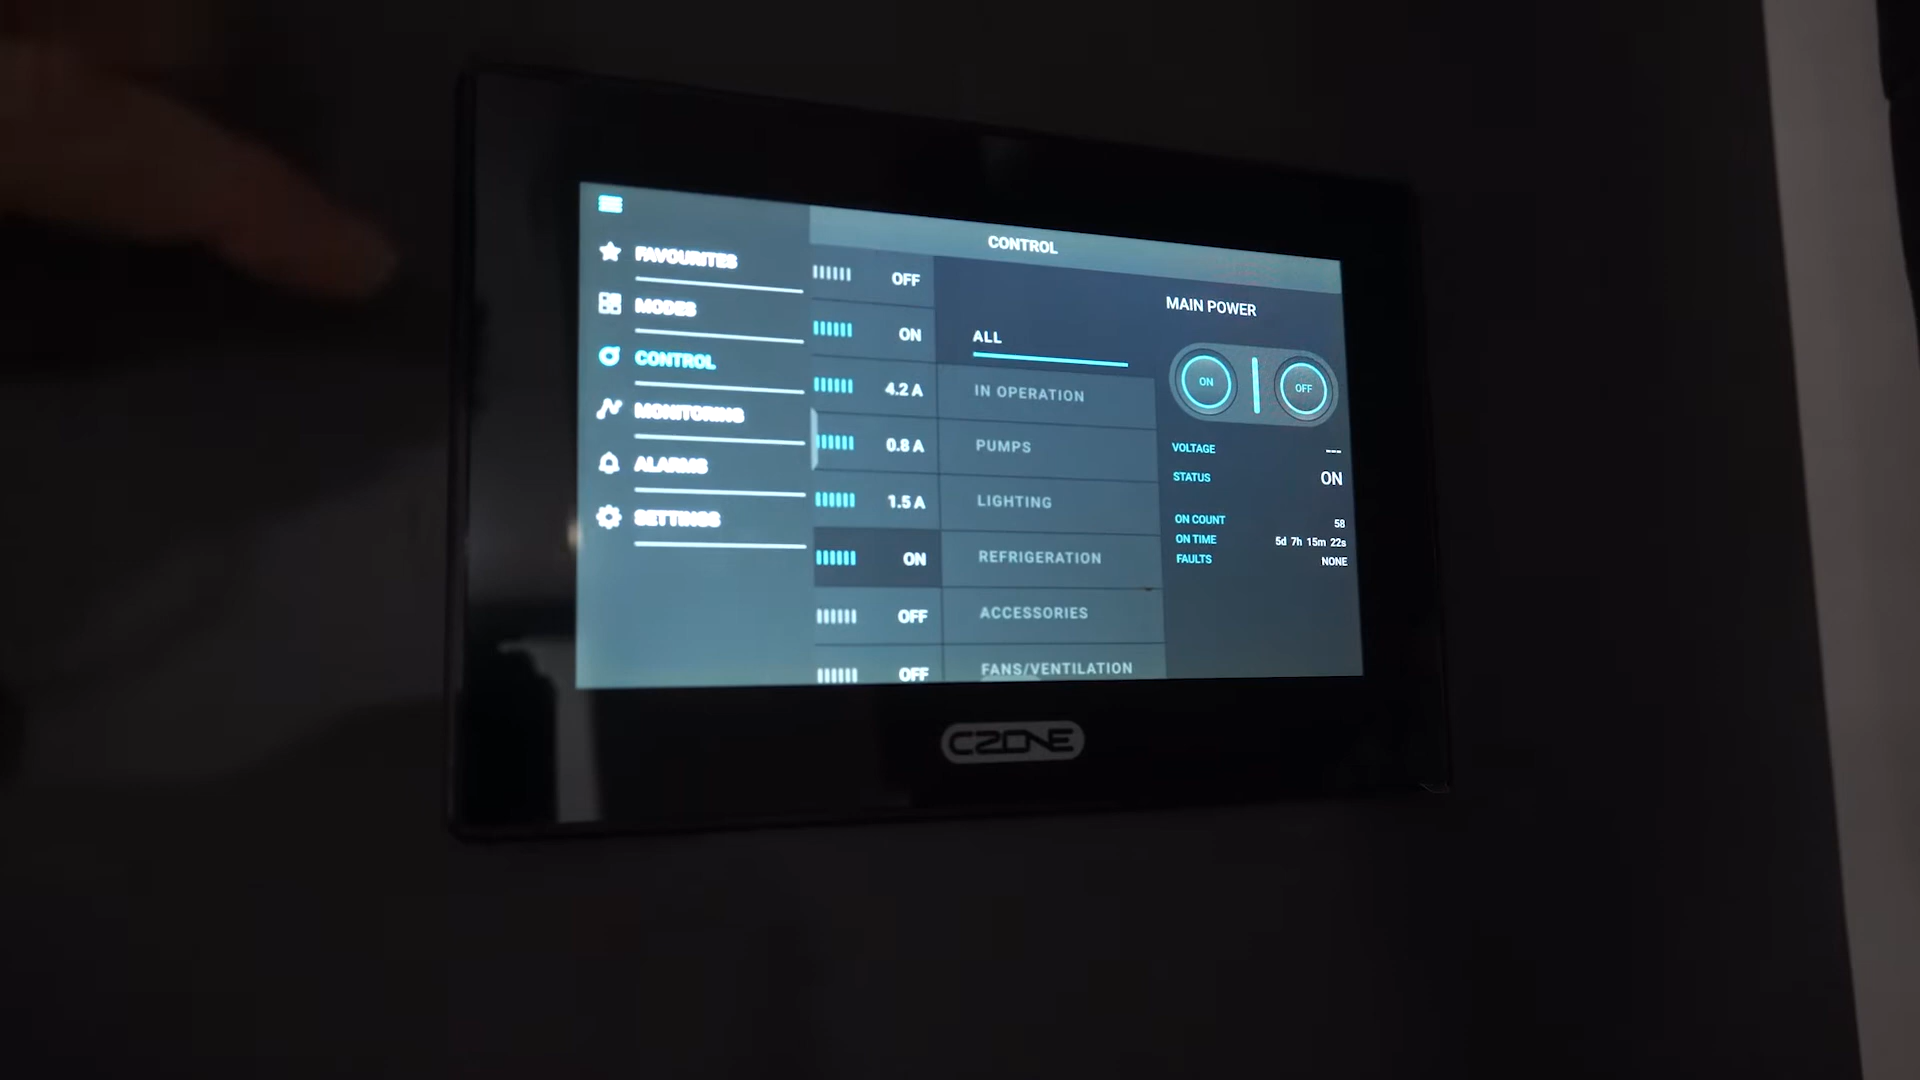 FAVOURITES
MODES
CONTROL
MONITORING
ALARMS
SETTINGS
CONTROL
OFF
ON
4.2 A
0.8 A
1.5 A
ON
OFF
OFF
ALL
IN OPERATION
PUMPS
LIGHTING
REFRIGERATION
ACCESSORIES
FANS/VENTILATION
MAIN POWER
ON OFF
VOLTAGE ---
STATUS ON
ON COUNT 58
ON TIME 5d 7h 15m 22s
FAULTS NONE
CZONE